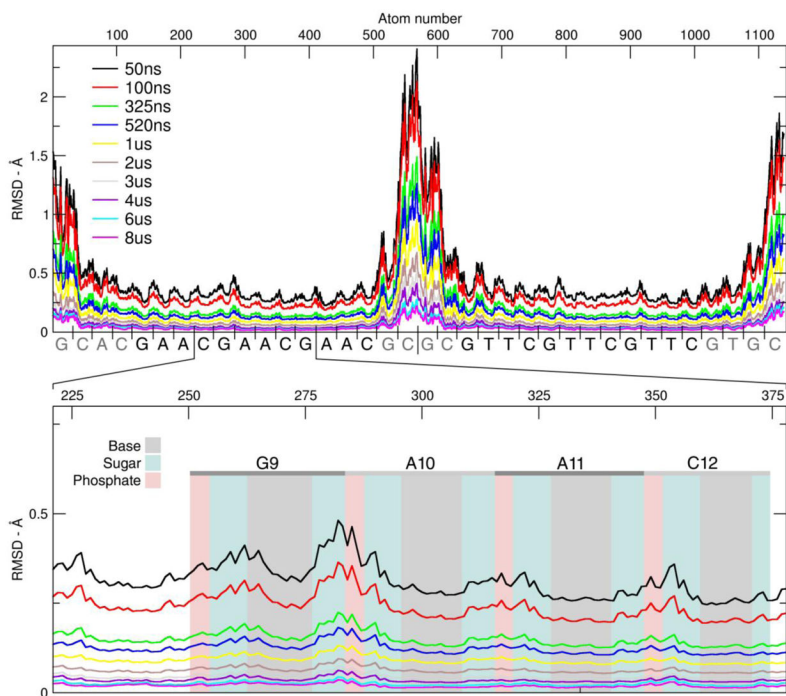 Atom number
100 200 300 400 500 600 700 800 900 1000 1100
RMSD - Å
2
1.5
1
0.5
0
50ns
100ns
325ns
520ns
1us
2us
3us
4us
6us
8us
G C A C G A A C G A A C G A A C G C G C G T T C G T T C G T T C G T G C
225 250 275 300 325 350 375
RMSD - Å
0.5
0
Base
Sugar
Phosphate
G9 A10 A11 C12